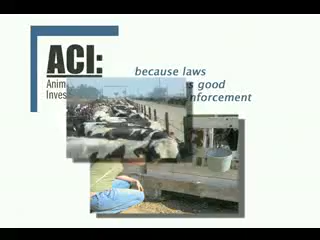 ACI:
Anim
Inves
because laws
s good
nforcement